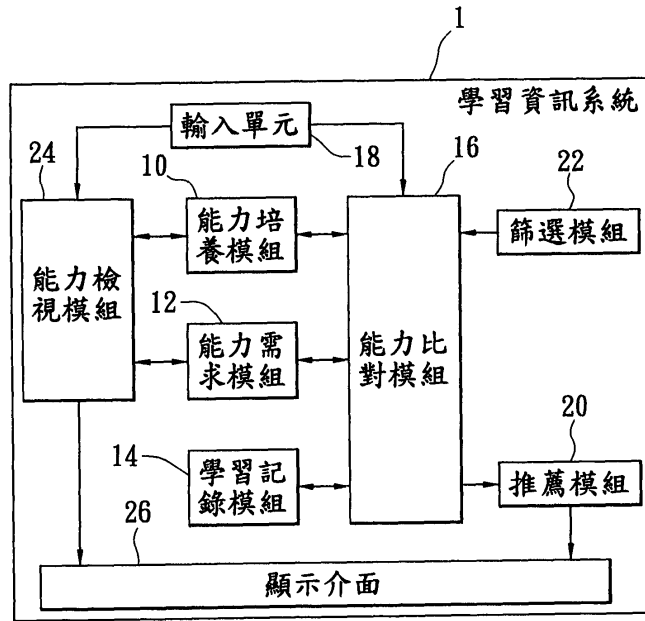 1
學習資訊系統
輸入單元
18
24
10
16
22
能力培
養模組
篩選模組
能力檢
視模組
12
能力需
求模組
能力比
對模組
20
14
學習記
錄模組
推薦模組
26
顯示介面